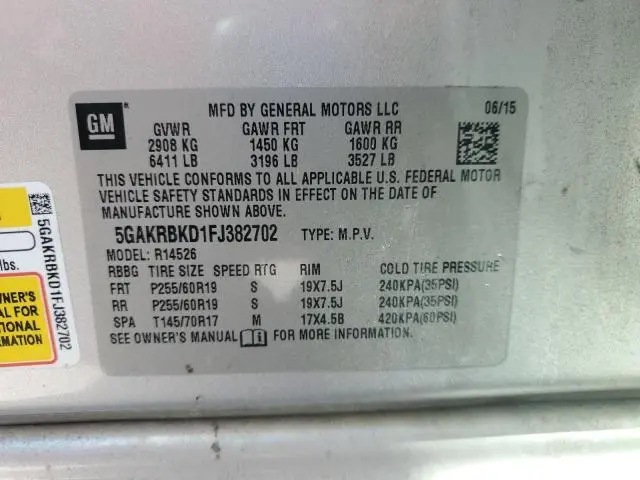 GM
MFD BY GENERAL MOTORS LLC 06/15
GVWR GAWR FRT GAWR RR
2908 KG 1450 KG 1600 KG
6411 LB 3196 LB 3527 LB
THIS VEHICLE CONFORMS TO ALL APPLICABLE U.S. FEDERAL MOTOR
VEHICLE SAFETY STANDARDS IN EFFECT ON THE DATE OF
MANUFACTURE SHOWN ABOVE.
5GAKRBKD1FJ382702 TYPE: M.P.V.
MODEL: R14526
RBBG TIRE SIZE SPEED RTG RIM COLD TIRE PRESSURE
FRT P255/60R19 S 19X7.5J 240KPA(35PSI)
RR P255/60R19 S 19X7.5J 240KPA(35PSI)
SPA T145/70R17 M 17X4.5B 420KPA(60PSI)
SEE OWNER'S MANUAL FOR MORE INFORMATION.
5GAKRBKD1FJ382702
lbs.
OWNER'S
AL FOR
TIONAL
RMATION